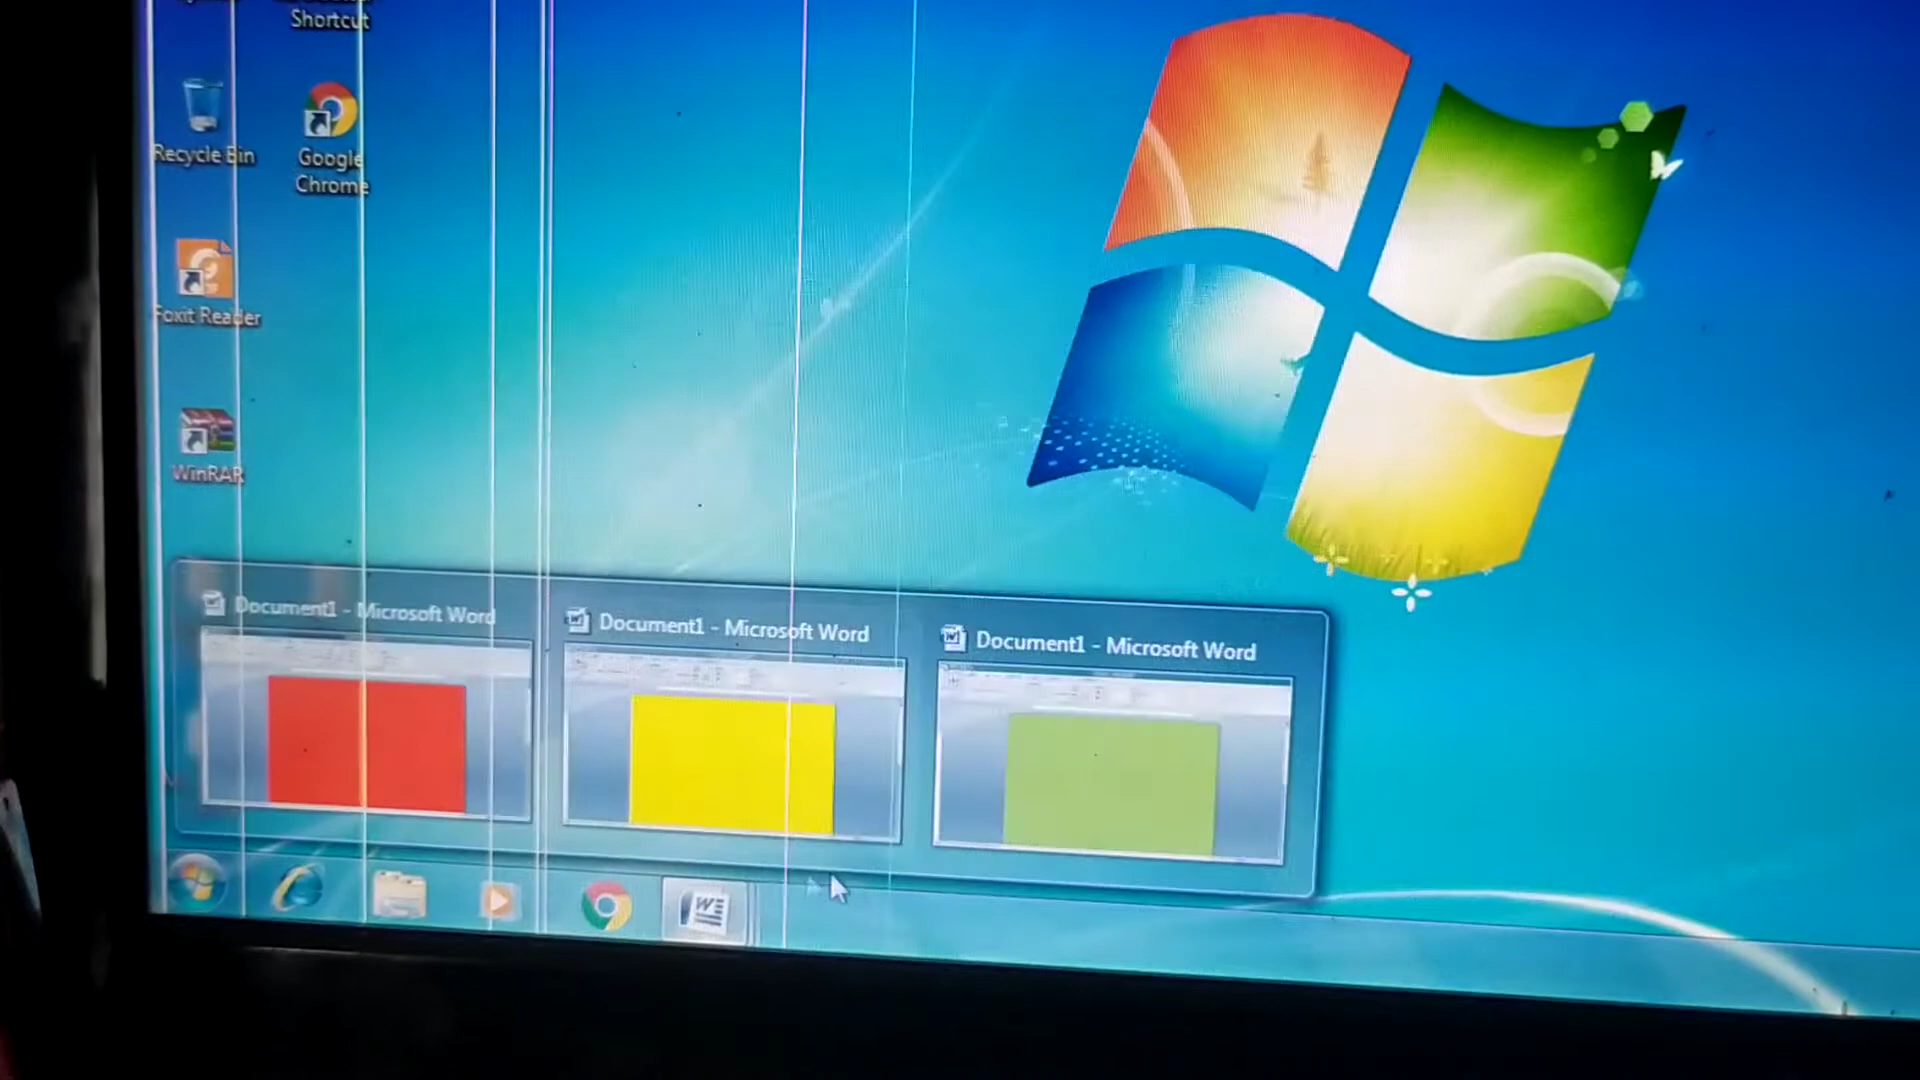 Shortcut
Recycle Bin
Google
Chrome
Foxit Reader
WinRAR
Document1 - Microsoft Word
Document1 - Microsoft Word
Document1 - Microsoft Word